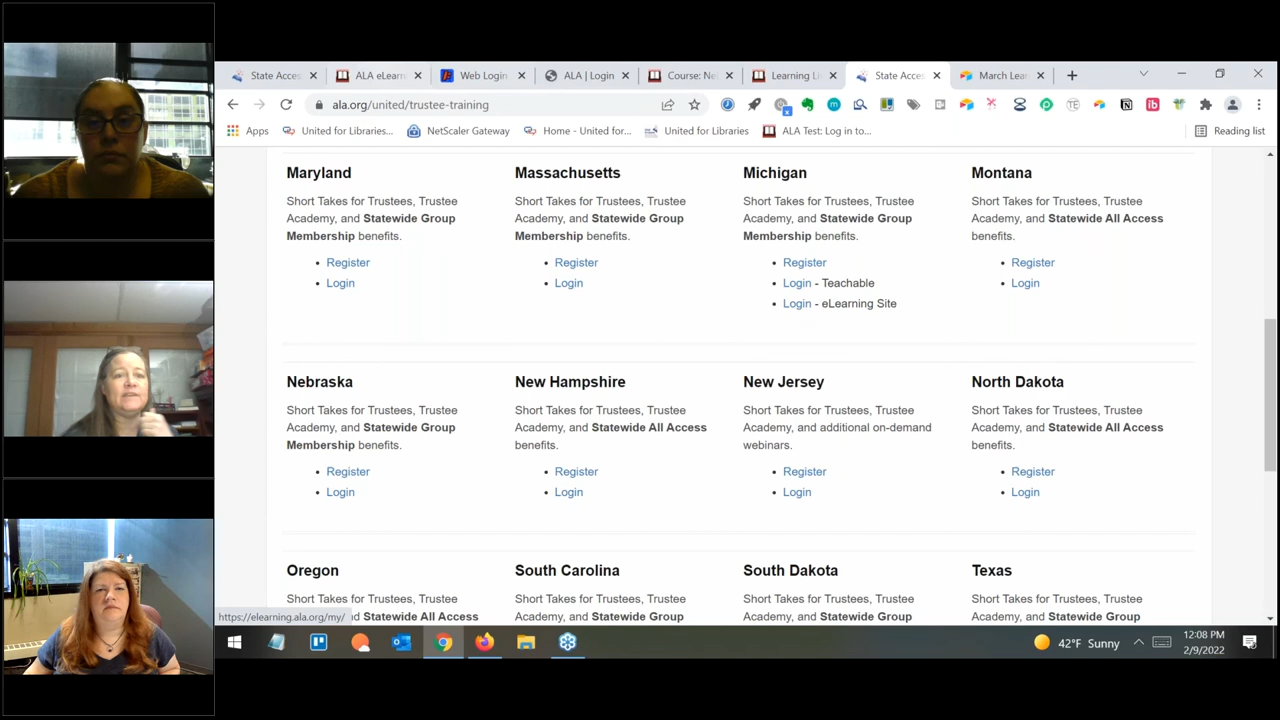 State Acces
ALA eLearn
Web Login
ALA | Login
Course: Ne
Learning Li
State Acces
March Lear
ala.org/united/trustee-training
Apps
United for Libraries...
NetScaler Gateway
Home - United for...
United for Libraries
ALA Test: Log in to...
Reading list
Maryland
Short Takes for Trustees, Trustee
Academy, and Statewide Group
Membership benefits.
• Register
• Login
Massachusetts
Short Takes for Trustees, Trustee
Academy, and Statewide Group
Membership benefits.
• Register
• Login
Michigan
Short Takes for Trustees, Trustee
Academy, and Statewide Group
Membership benefits.
• Register
• Login - Teachable
• Login - eLearning Site
Montana
Short Takes for Trustees, Trustee
Academy, and Statewide All Access
benefits.
• Register
• Login
Nebraska
Short Takes for Trustees, Trustee
Academy, and Statewide Group
Membership benefits.
• Register
• Login
New Hampshire
Short Takes for Trustees, Trustee
Academy, and Statewide All Access
benefits.
• Register
• Login
New Jersey
Short Takes for Trustees, Trustee
Academy, and additional on-demand
webinars.
• Register
• Login
North Dakota
Short Takes for Trustees, Trustee
Academy, and Statewide All Access
benefits.
• Register
• Login
Oregon
Short Takes for Trustees, Trustee
d Statewide All Access
South Carolina
Short Takes for Trustees, Trustee
Academy, and Statewide Group
South Dakota
Short Takes for Trustees, Trustee
Academy, and Statewide Group
Texas
Short Takes for Trustees, Trustee
Academy, and Statewide Group
https://elearning.ala.org/my/
42°F Sunny
12:08 PM
2/9/2022